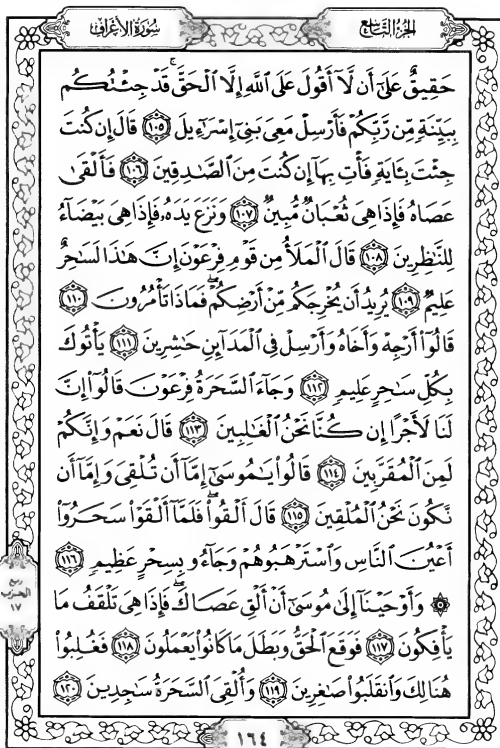 الجزء التاسع
سورة الأعراف
حَقِيقٌ عَلَىٰٓ أَن لَّآ أَقُولَ عَلَى ٱللَّهِ إِلَّا ٱلْحَقَّۚ قَدْ جِئْتُكُم
بِبَيِّنَةٍ مِّن رَّبِّكُمْ فَأَرْسِلْ مَعِىَ بَنِىٓ إِسْرَٰٓءِيلَ ١٠٥ قَالَ إِن كُنتَ
جِئْتَ بِـَٔايَةٍ فَأْتِ بِهَآ إِن كُنتَ مِنَ ٱلصَّـٰدِقِينَ ١٠٦ فَأَلْقَىٰ
عَصَاهُ فَإِذَا هِىَ ثُعْبَانٌ مُّبِينٌ ١٠٧ وَنَزَعَ يَدَهُۥ فَإِذَا هِىَ بَيْضَآءُ
لِلنَّـٰظِرِينَ ١٠٨ قَالَ ٱلْمَلَأُ مِن قَوْمِ فِرْعَوْنَ إِنَّ هَـٰذَا لَسَـٰحِرٌ
عَلِيمٌ ١٠٩ يُرِيدُ أَن يُخْرِجَكُم مِّنْ أَرْضِكُمْۖ فَمَاذَا تَأْمُرُونَ ١١٠
قَالُوٓا۟ أَرْجِهْ وَأَخَاهُ وَأَرْسِلْ فِى ٱلْمَدَآئِنِ حَـٰشِرِينَ ١١١ يَأْتُوكَ
بِكُلِّ سَـٰحِرٍ عَلِيمٍ ١١٢ وَجَآءَ ٱلسَّحَرَةُ فِرْعَوْنَ قَالُوٓا۟ إِنَّ
لَنَا لَأَجْرًا إِن كُنَّا نَحْنُ ٱلْغَـٰلِبِينَ ١١٣ قَالَ نَعَمْ وَإِنَّكُمْ
لَمِنَ ٱلْمُقَرَّبِينَ ١١٤ قَالُوا۟ يَـٰمُوسَىٰٓ إِمَّآ أَن تُلْقِىَ وَإِمَّآ أَن
نَّكُونَ نَحْنُ ٱلْمُلْقِينَ ١١٥ قَالَ أَلْقُوا۟ۖ فَلَمَّآ أَلْقَوْا۟ سَحَرُوٓا۟
أَعْيُنَ ٱلنَّاسِ وَٱسْتَرْهَبُوهُمْ وَجَآءُو بِسِحْرٍ عَظِيمٍ ١١٦
۞ وَأَوْحَيْنَآ إِلَىٰ مُوسَىٰٓ أَنْ أَلْقِ عَصَاكَۖ فَإِذَا هِىَ تَلْقَفُ مَا
يَأْفِكُونَ ١١٧ فَوَقَعَ ٱلْحَقُّ وَبَطَلَ مَا كَانُوا۟ يَعْمَلُونَ ١١٨ فَغُلِبُوا۟
هُنَالِكَ وَٱنقَلَبُوا۟ صَـٰغِرِينَ ١١٩ وَأُلْقِىَ ٱلسَّحَرَةُ سَـٰجِدِينَ ١٢٠
ربع
الحزب
١٧
١٦٤